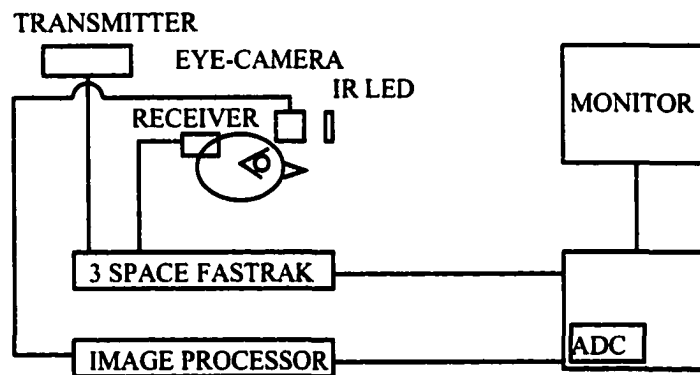 TRANSMITTER
EYE-CAMERA
IR LED
MONITOR
RECEIVER
3 SPACE FASTRAK
ADC
IMAGE PROCESSOR